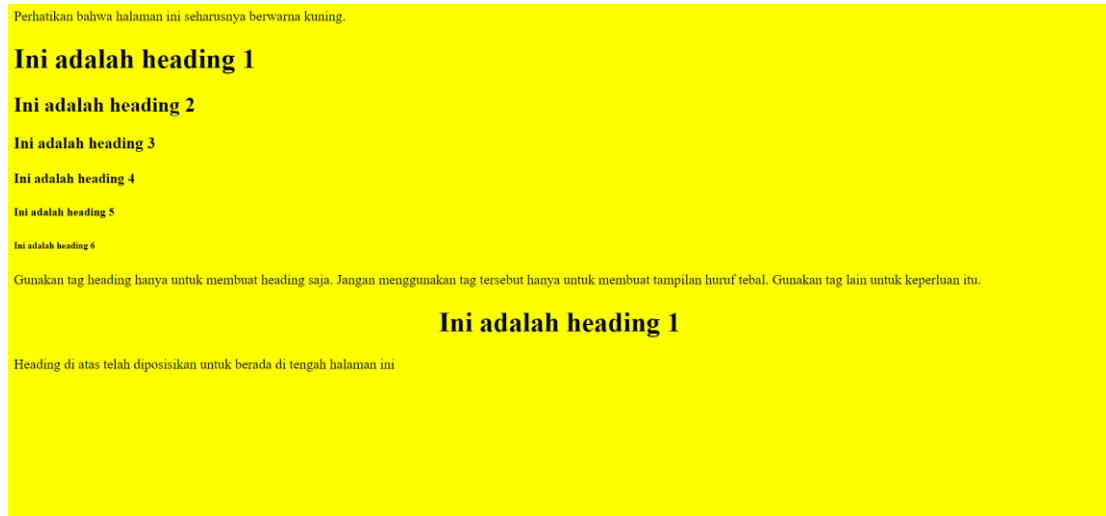 Perhatikan bahwa halaman ini seharusnya berwarna kuning.
Ini adalah heading 1
Ini adalah heading 2
Ini adalah heading 3
Ini adalah heading 4
Ini adalah heading 5
Ini adalah heading 6
Gunakan tag heading hanya untuk membuat heading saja. Jangan menggunakan tag tersebut hanya untuk membuat tampilan huruf tebal. Gunakan tag lain untuk keperluan itu.
Ini adalah heading 1
Heading di atas telah diposisikan untuk berada di tengah halaman ini